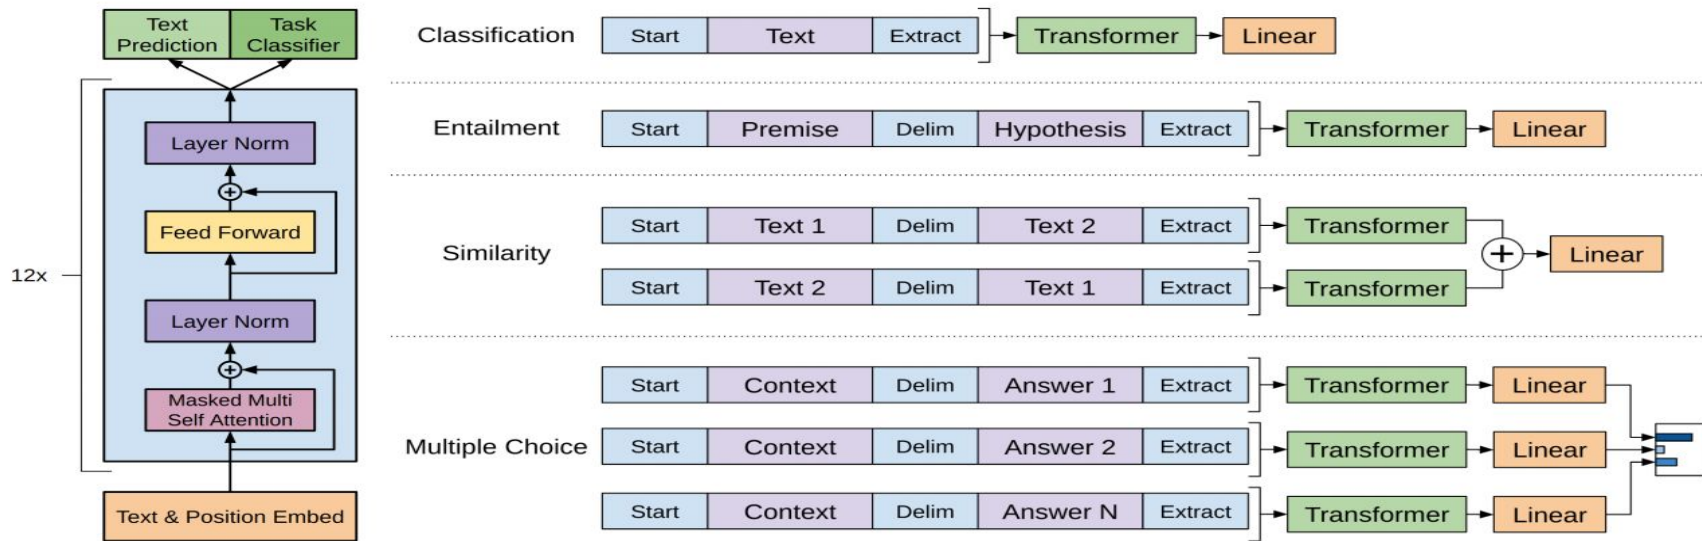 Text Prediction
Task Classifier
12x
Layer Norm
+
Feed Forward
Layer Norm
+
Masked Multi
Self Attention
Text & Position Embed
Classification
Start Text Extract Transformer Linear
Entailment
Start Premise Delim Hypothesis Extract Transformer Linear
Similarity
Start Text 1 Delim Text 2 Extract Transformer
+ Linear
Start Text 2 Delim Text 1 Extract Transformer
Multiple Choice
Start Context Delim Answer 1 Extract Transformer Linear
Start Context Delim Answer 2 Extract Transformer Linear
Start Context Delim Answer N Extract Transformer Linear